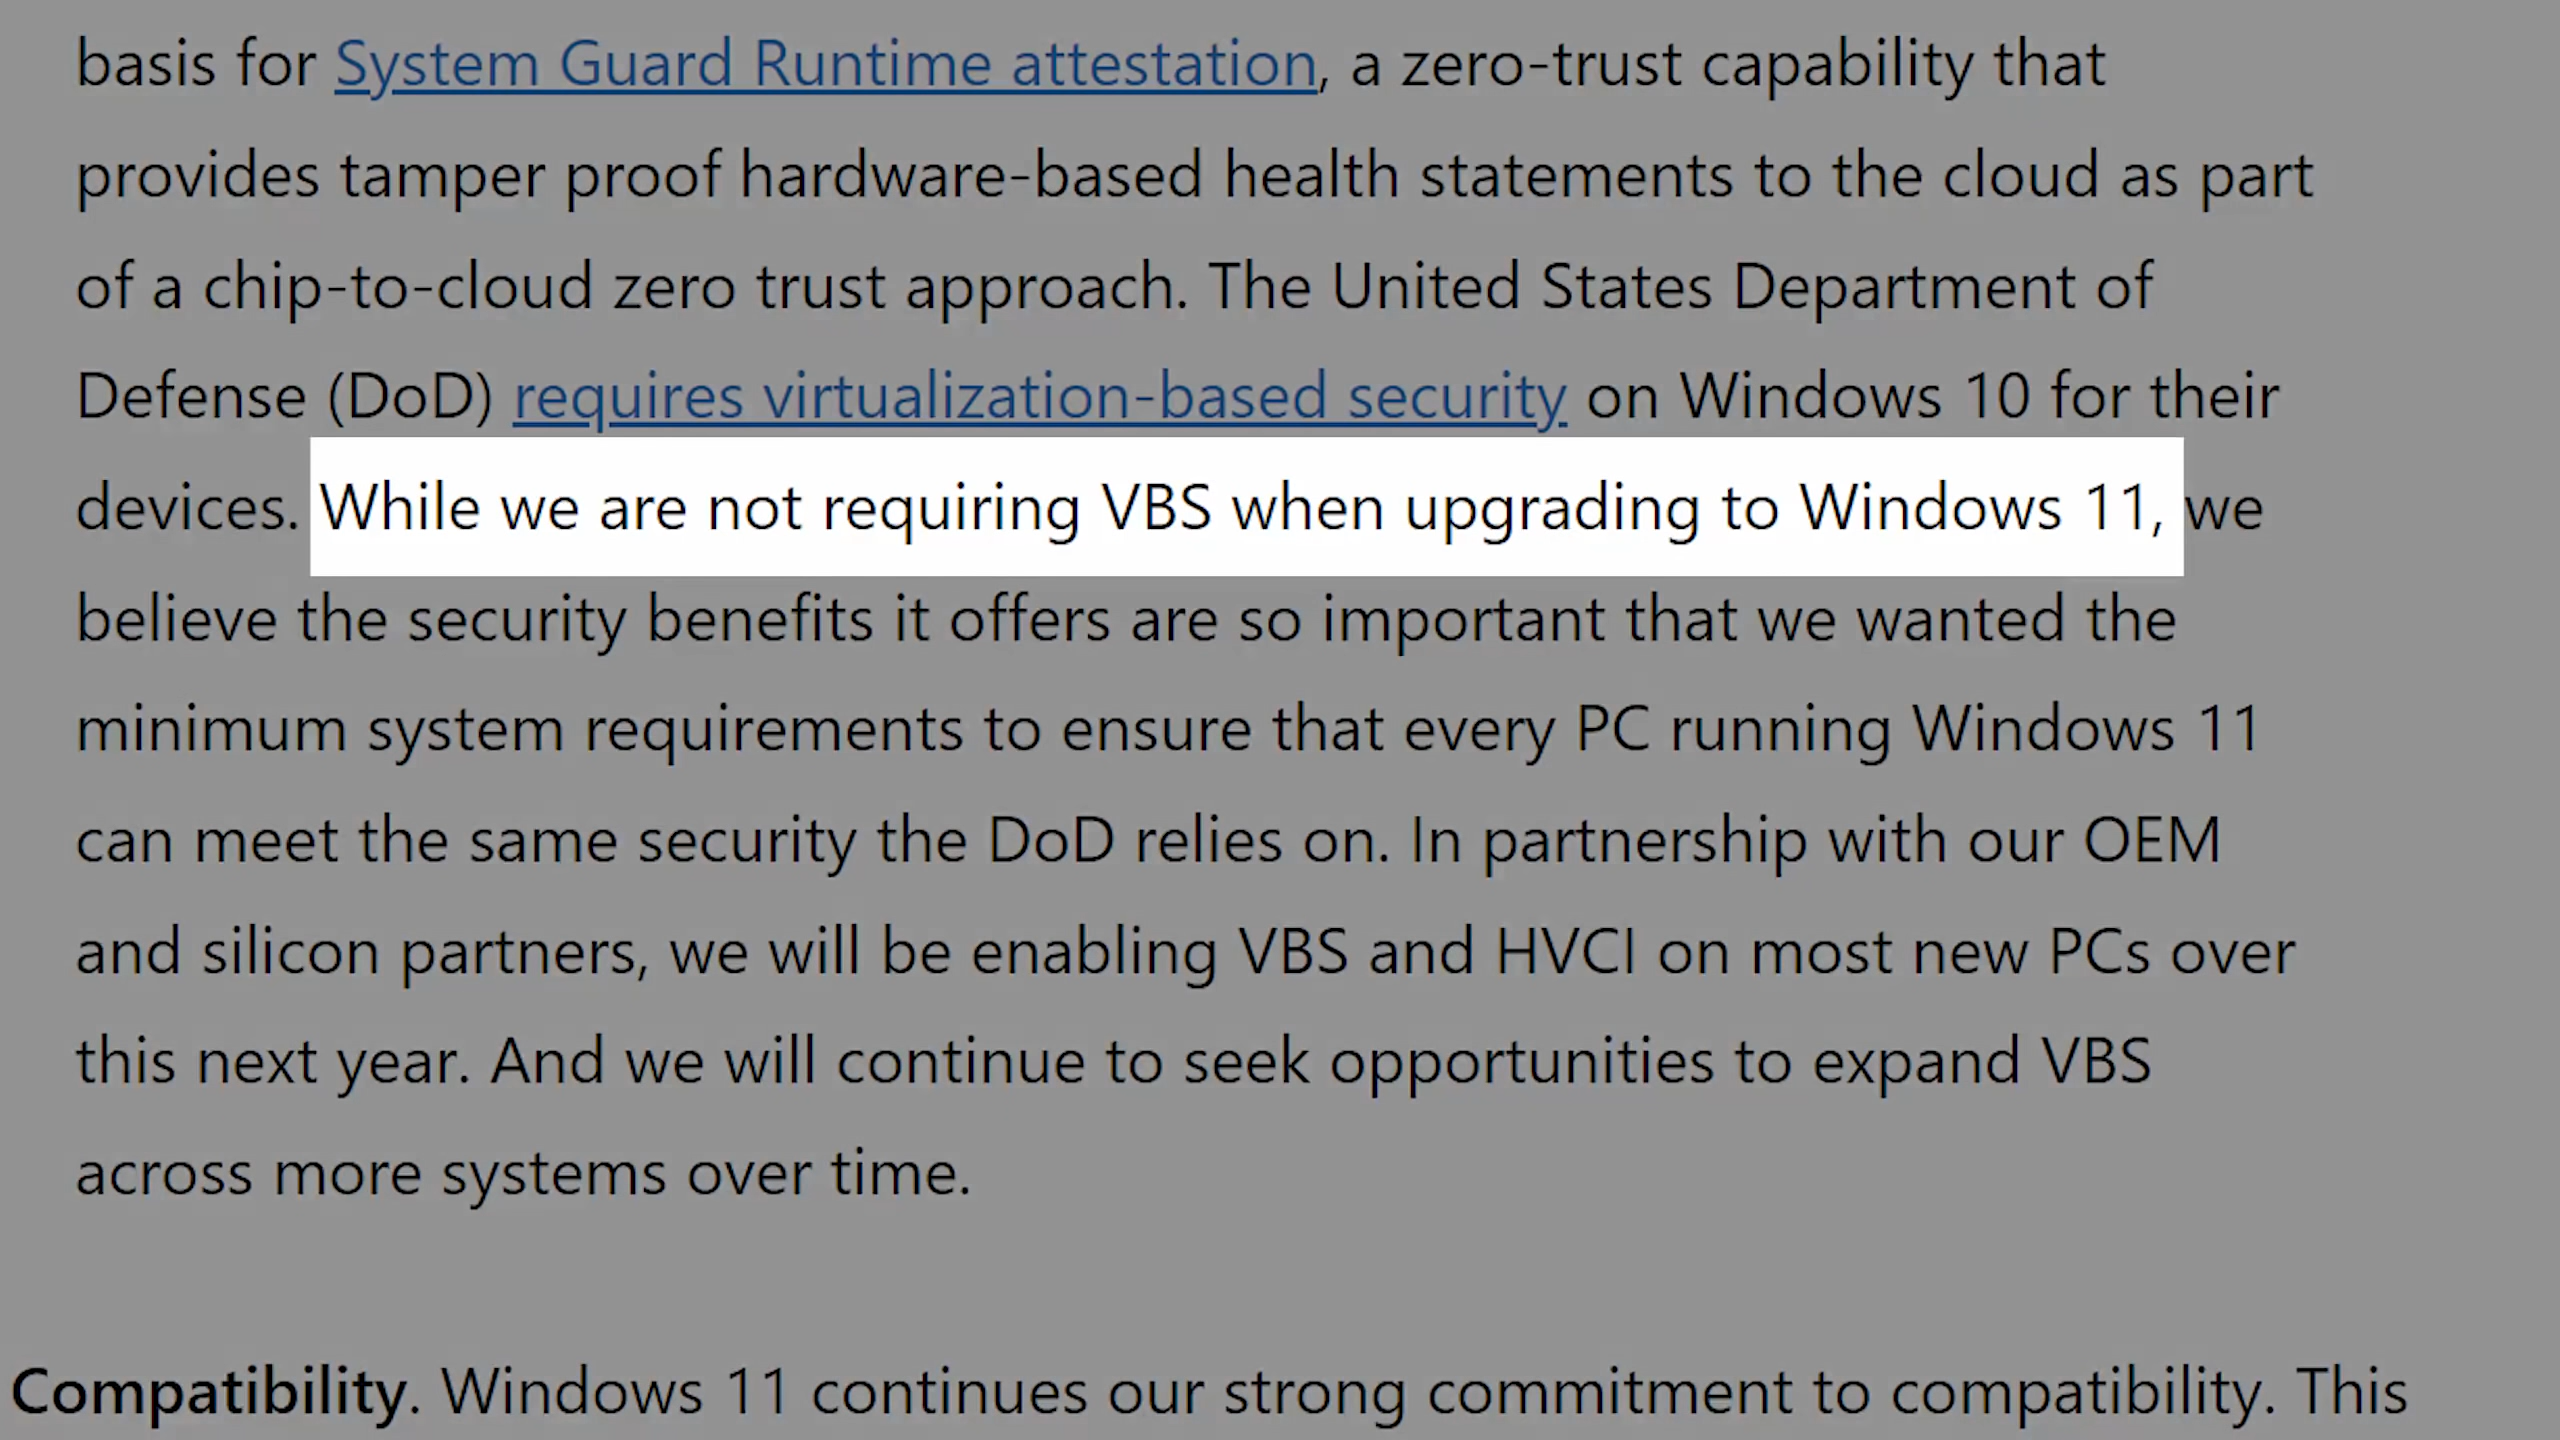 basis for System Guard Runtime attestation, a zero-trust capability that
provides tamper proof hardware-based health statements to the cloud as part
of a chip-to-cloud zero trust approach. The United States Department of
Defense (DoD) requires virtualization-based security on Windows 10 for their
devices. While we are not requiring VBS when upgrading to Windows 11, we
believe the security benefits it offers are so important that we wanted the
minimum system requirements to ensure that every PC running Windows 11
can meet the same security the DoD relies on. In partnership with our OEM
and silicon partners, we will be enabling VBS and HVCI on most new PCs over
this next year. And we will continue to seek opportunities to expand VBS
across more systems over time.
Compatibility. Windows 11 continues our strong commitment to compatibility. This